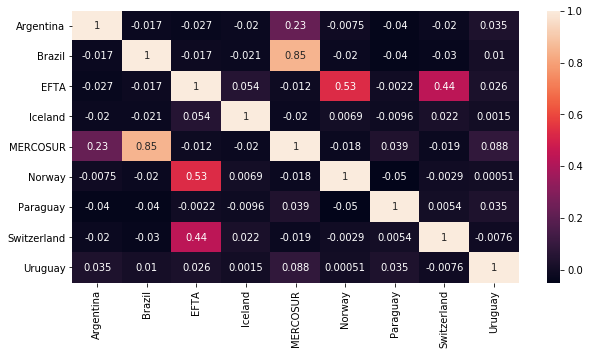 Argentina 1 -0.017 -0.027 -0.02 0.23 -0.0075 -0.04 -0.02 0.035
Brazil -0.017 1 -0.017 -0.021 0.85 -0.02 -0.04 -0.03 0.01
EFTA -0.027 -0.017 1 0.054 -0.012 0.53 -0.0022 0.44 0.026
Iceland -0.02 -0.021 0.054 1 -0.02 0.0069 -0.0096 0.022 0.0015
MERCOSUR 0.23 0.85 -0.012 -0.02 1 -0.018 0.039 -0.019 0.088
Norway -0.0075 -0.02 0.53 0.0069 -0.018 1 -0.05 -0.0029 0.00051
Paraguay -0.04 -0.04 -0.0022 -0.0096 0.039 -0.05 1 0.0054 0.035
Switzerland -0.02 -0.03 0.44 0.022 -0.019 -0.0029 0.0054 1 -0.0076
Uruguay 0.035 0.01 0.026 0.0015 0.088 0.00051 0.035 -0.0076 1
Argentina Brazil EFTA Iceland MERCOSUR Norway Paraguay Switzerland Uruguay
1.0
0.8
0.6
0.4
0.2
0.0